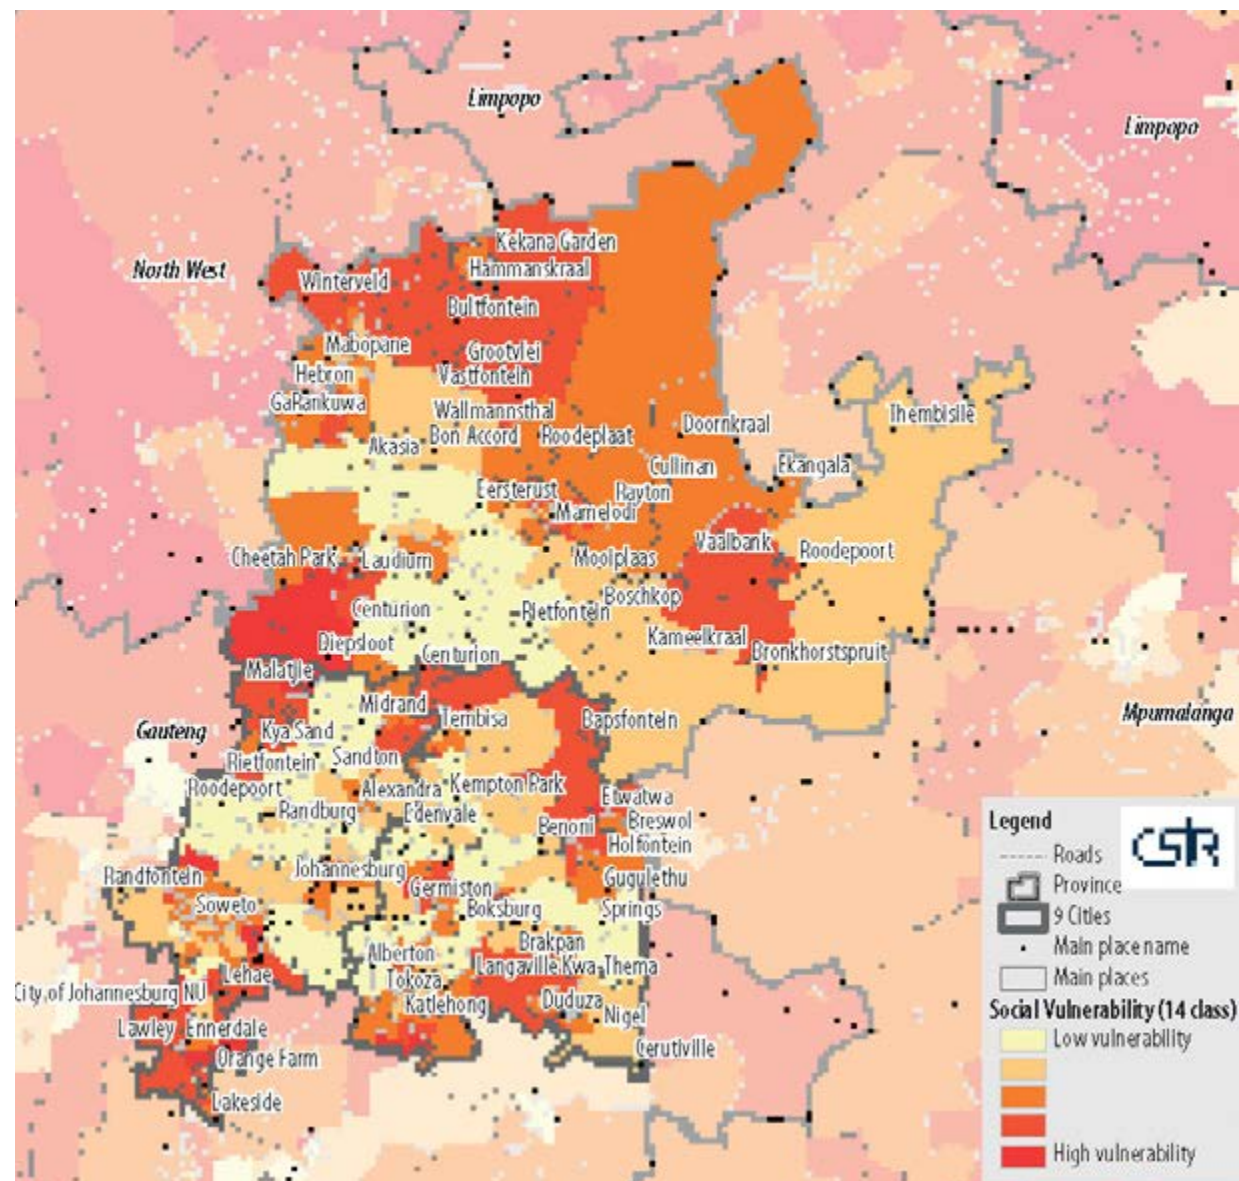 Limpopo
Limpopo
Kekana Garden
North West
Hammanskraal
Winterveld
Bultfontein
Mabopane
Grootvlei
Hebron
Vastfontein
GaRankuwa
Wallmannsthal
Thembisile
Akasia
Bon Accord
Roodeplaat
Doornkraal
Cullinan
Ekangala
Eersterust
Rayton
Mamelodi
Vaalbank
Roodepoort
Cheetah Park
Laudium
Mooiplaas
Boschkop
Centurion
Rietfontein
Diepsloot
Kameelkraal
Centurion
Bronkhorstspruit
Malatjie
Midrand
Tembisa
Bapsfontein
Mpumalanga
Gauteng
Kya Sand
Rietfontein
Sandton
Roodepoort
Alexandra
Kempton Park
Etwatwa
Randburg
Edenvale
Benoni
Breswol
Holfontein
Randfontein
Johannesburg
Germiston
Gugulethu
Soweto
Boksburg
Springs
Alberton
Brakpan
Lehae
Tokoza
Langaville
Kwa-Thema
City of Johannesburg NU
Katlehong
Duduza
Nigel
Lawley
Ennerdale
Orange Farm
Cerutiville
Lakeside
Legend
CSIR
Roads
Province
9 Cities
Main place name
Main places
Social Vulnerability (14 class)
Low vulnerability
High vulnerability